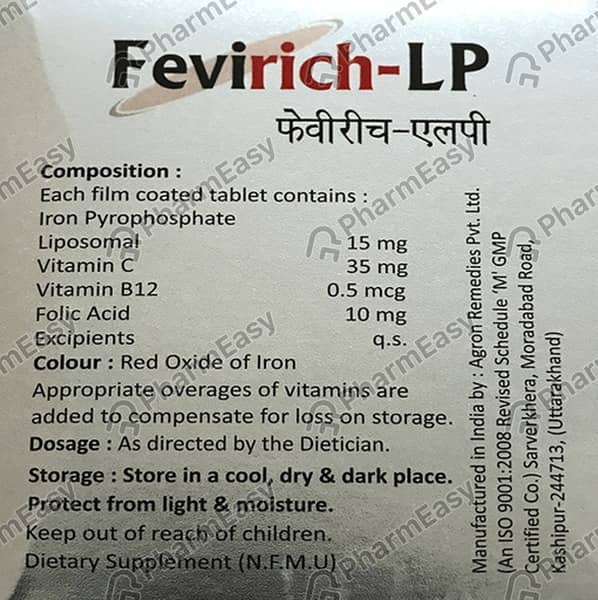 Fevirich-LP
फेवीरीच-एलपी
Composition :
Each film coated tablet contains :
Iron Pyrophosphate
Liposomal 15 mg
Vitamin C 35 mg
Vitamin B12 0.5 mcg
Folic Acid 10 mg
Excipients q.s.
Colour : Red Oxide of Iron
Appropriate overages of vitamins are
added to compensate for loss on storage.
Dosage : As directed by the Dietician.
Storage : Store in a cool, dry & dark place.
Protect from light & moisture.
Keep out of reach of children.
Dietary Supplement (N.F.M.U)
Manufactured in India by : Agron Remedies Pvt. Ltd.
(An ISO 9001:2008 Revised Schedule 'M' GMP
Certified Co.) Sarverkhera, Moradabad Road,
Kashipur-244713, (Uttarakhand)
PharmEasy